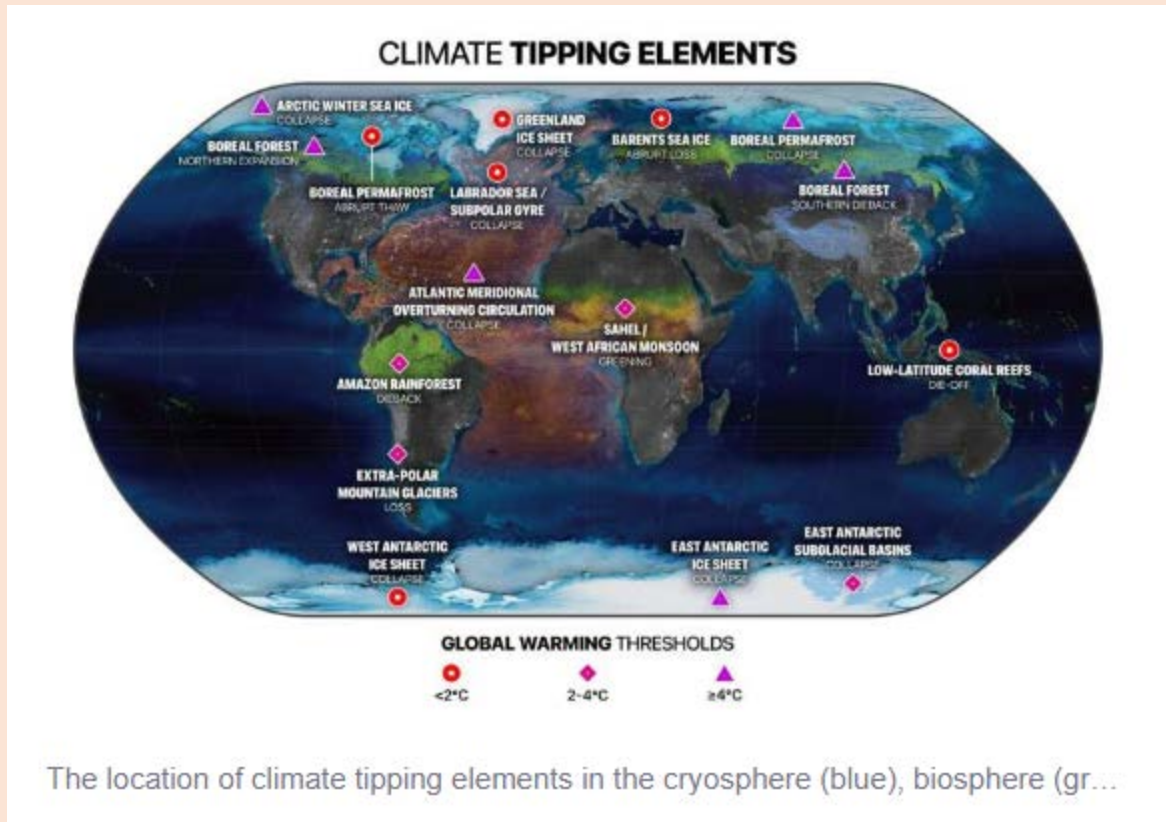 CLIMATE TIPPING ELEMENTS
ARCTIC WINTER SEA ICE
COLLAPSE
BOREAL FOREST
NORTHERN EXPANSION
BOREAL PERMAFROST
ABRUPT THAW
GREENLAND
ICE SHEET
COLLAPSE
LABRADOR SEA /
SUBPOLAR GYRE
COLLAPSE
BARENTS SEA ICE
ABRUPT LOSS
BOREAL PERMAFROST
COLLAPSE
BOREAL FOREST
SOUTHERN DIEBACK
ATLANTIC MERIDIONAL
OVERTURNING CIRCULATION
COLLAPSE
SAHEL /
WEST AFRICAN MONSOON
GREENING
LOW-LATITUDE CORAL REEFS
DIE-OFF
AMAZON RAINFOREST
DIEBACK
EXTRA-POLAR
MOUNTAIN GLACIERS
LOSS
WEST ANTARCTIC
ICE SHEET
COLLAPSE
EAST ANTARCTIC
ICE SHEET
COLLAPSE
EAST ANTARCTIC
SUBGLACIAL BASINS
COLLAPSE
GLOBAL WARMING THRESHOLDS
<2°C
2-4°C
≥4°C
The location of climate tipping elements in the cryosphere (blue), biosphere (gr...